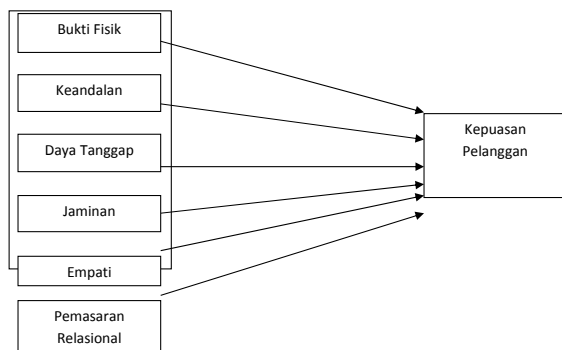 Bukti Fisik
Keandalan
Daya Tanggap
Jaminan
Empati
Pemasaran
Relasional
Kepuasan
Pelanggan